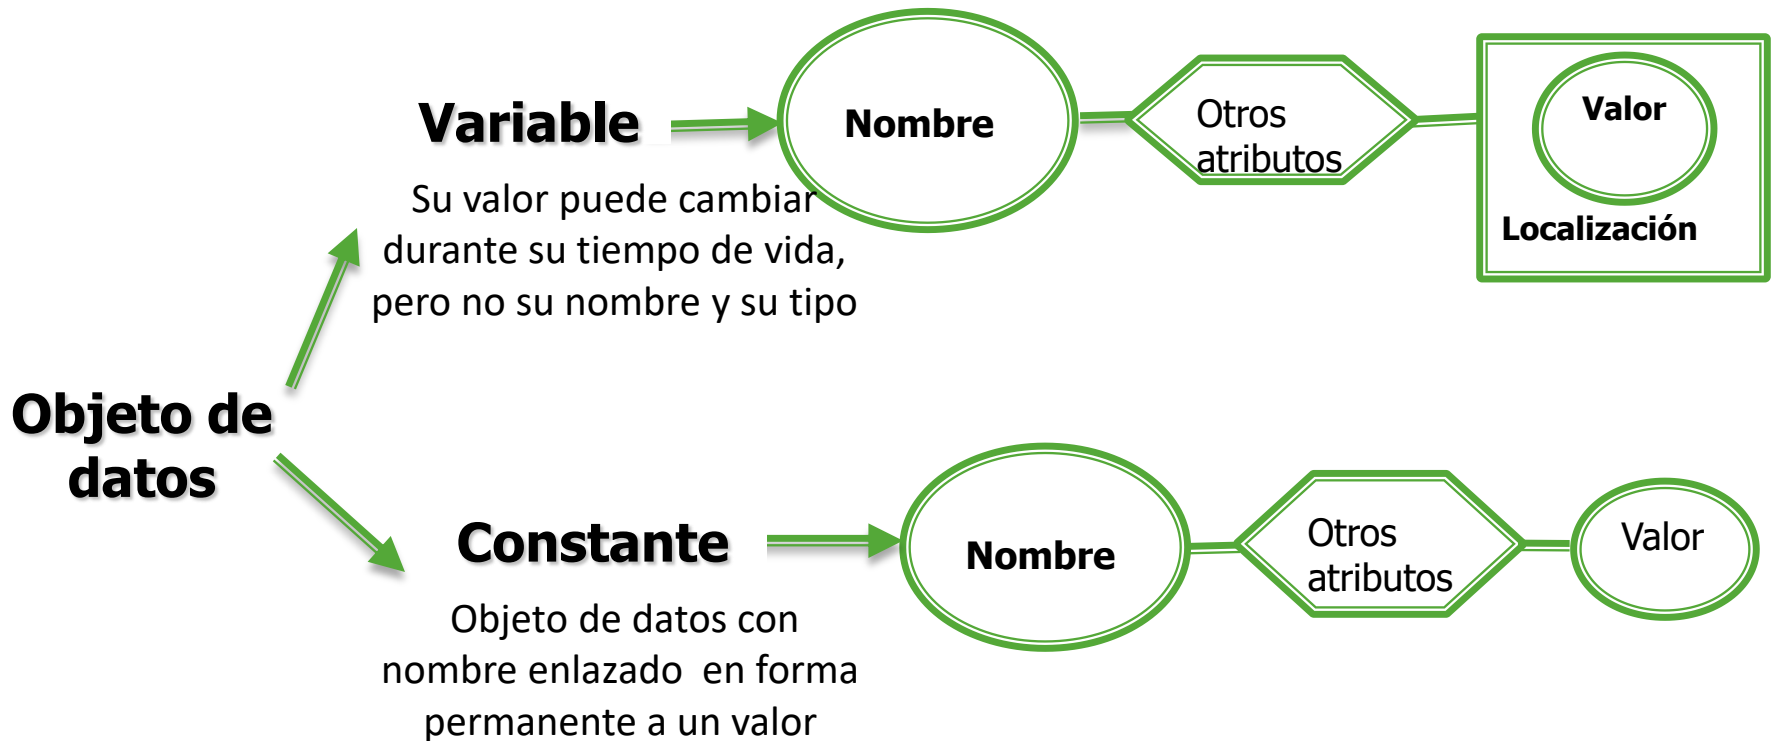 Variable
Nombre
Otros
atributos
Valor
Localización
Su valor puede cambiar
durante su tiempo de vida,
pero no su nombre y su tipo
Objeto de
datos
Constante
Nombre
Otros
atributos
Valor
Objeto de datos con
nombre enlazado  en forma
permanente a un valor